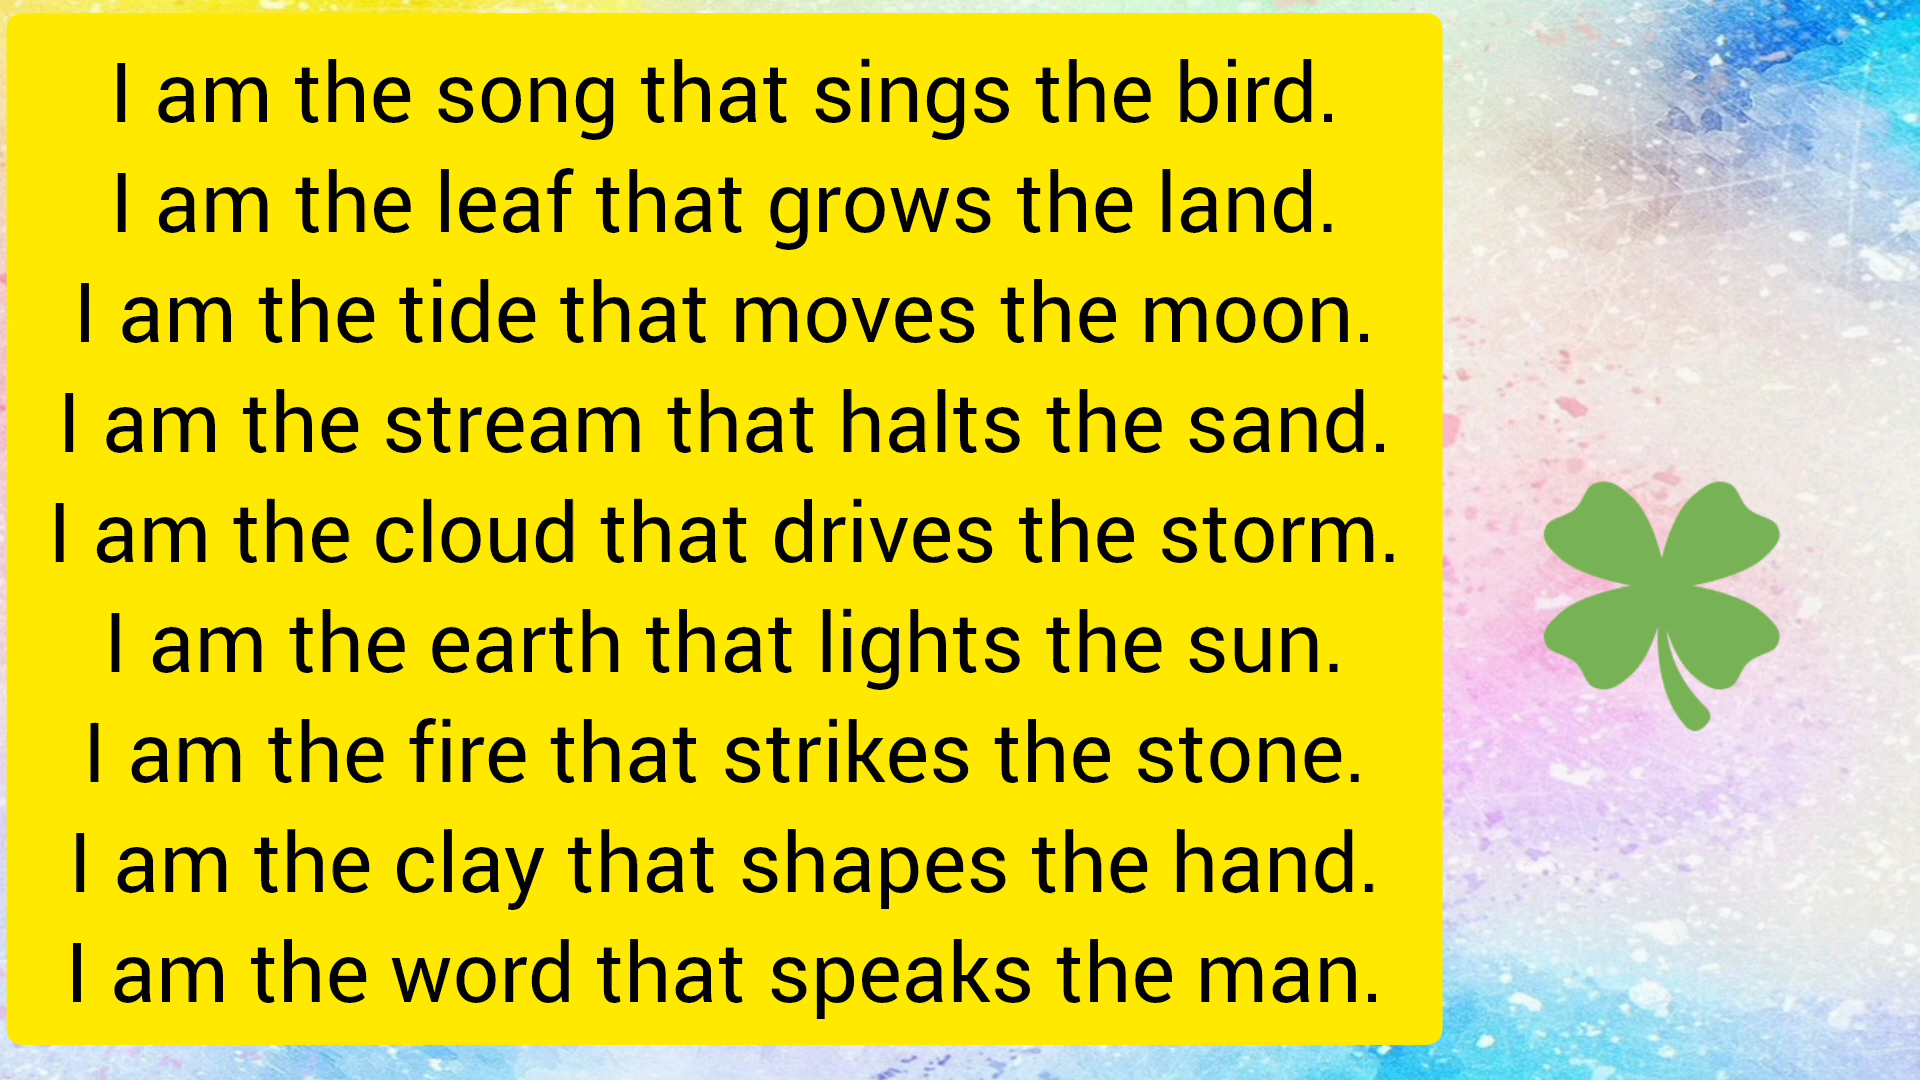 I am the song that sings the bird.
I am the leaf that grows the land.
I am the tide that moves the moon.
I am the stream that halts the sand.
I am the cloud that drives the storm.
I am the earth that lights the sun.
I am the fire that strikes the stone.
I am the clay that shapes the hand.
I am the word that speaks the man.